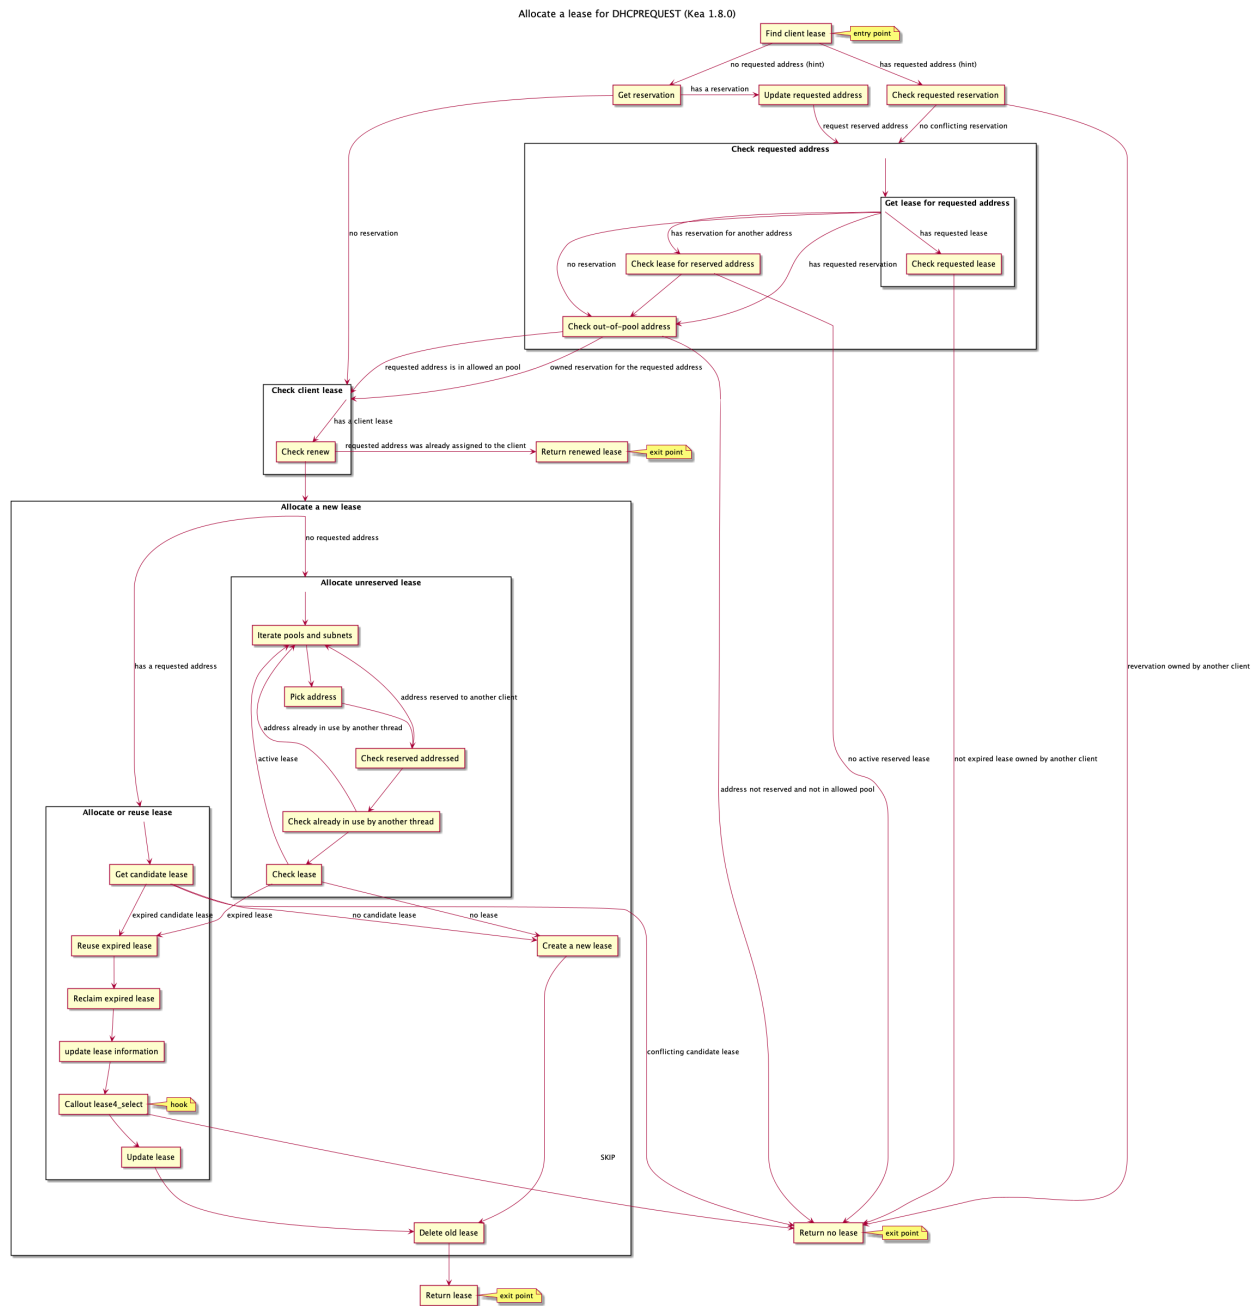 Allocate a lease for DHCPREQUEST (Kea 1.8.0)
Find client lease
entry point
no requested address (hint)
has requested address (hint)
Get reservation
has a reservation
Update requested address
Check requested reservation
request reserved address
no conflicting reservation
Check requested address
Get lease for requested address
no reservation
has reservation for another address
has requested lease
no reservation
Check lease for reserved address
has requested reservation
Check requested lease
Check out-of-pool address
requested address is in allowed an pool
owned reservation for the requested address
Check client lease
has a client lease
Check renew
requested address was already assigned to the client
Return renewed lease
exit point
Allocate a new lease
no requested address
Allocate unreserved lease
Iterate pools and subnets
has a requested address
revervation owned by another client
Pick address
address reserved to another client
address already in use by another thread
active lease
Check reserved addressed
no active reserved lease
not expired lease owned by another client
address not reserved and not in allowed pool
Allocate or reuse lease
Check already in use by another thread
Get candidate lease
Check lease
expired candidate lease
expired lease
no candidate lease
no lease
Reuse expired lease
Create a new lease
Reclaim expired lease
update lease information
conflicting candidate lease
Callout lease4_select
hook
Update lease
SKIP
Delete old lease
Return no lease
exit point
Return lease
exit point